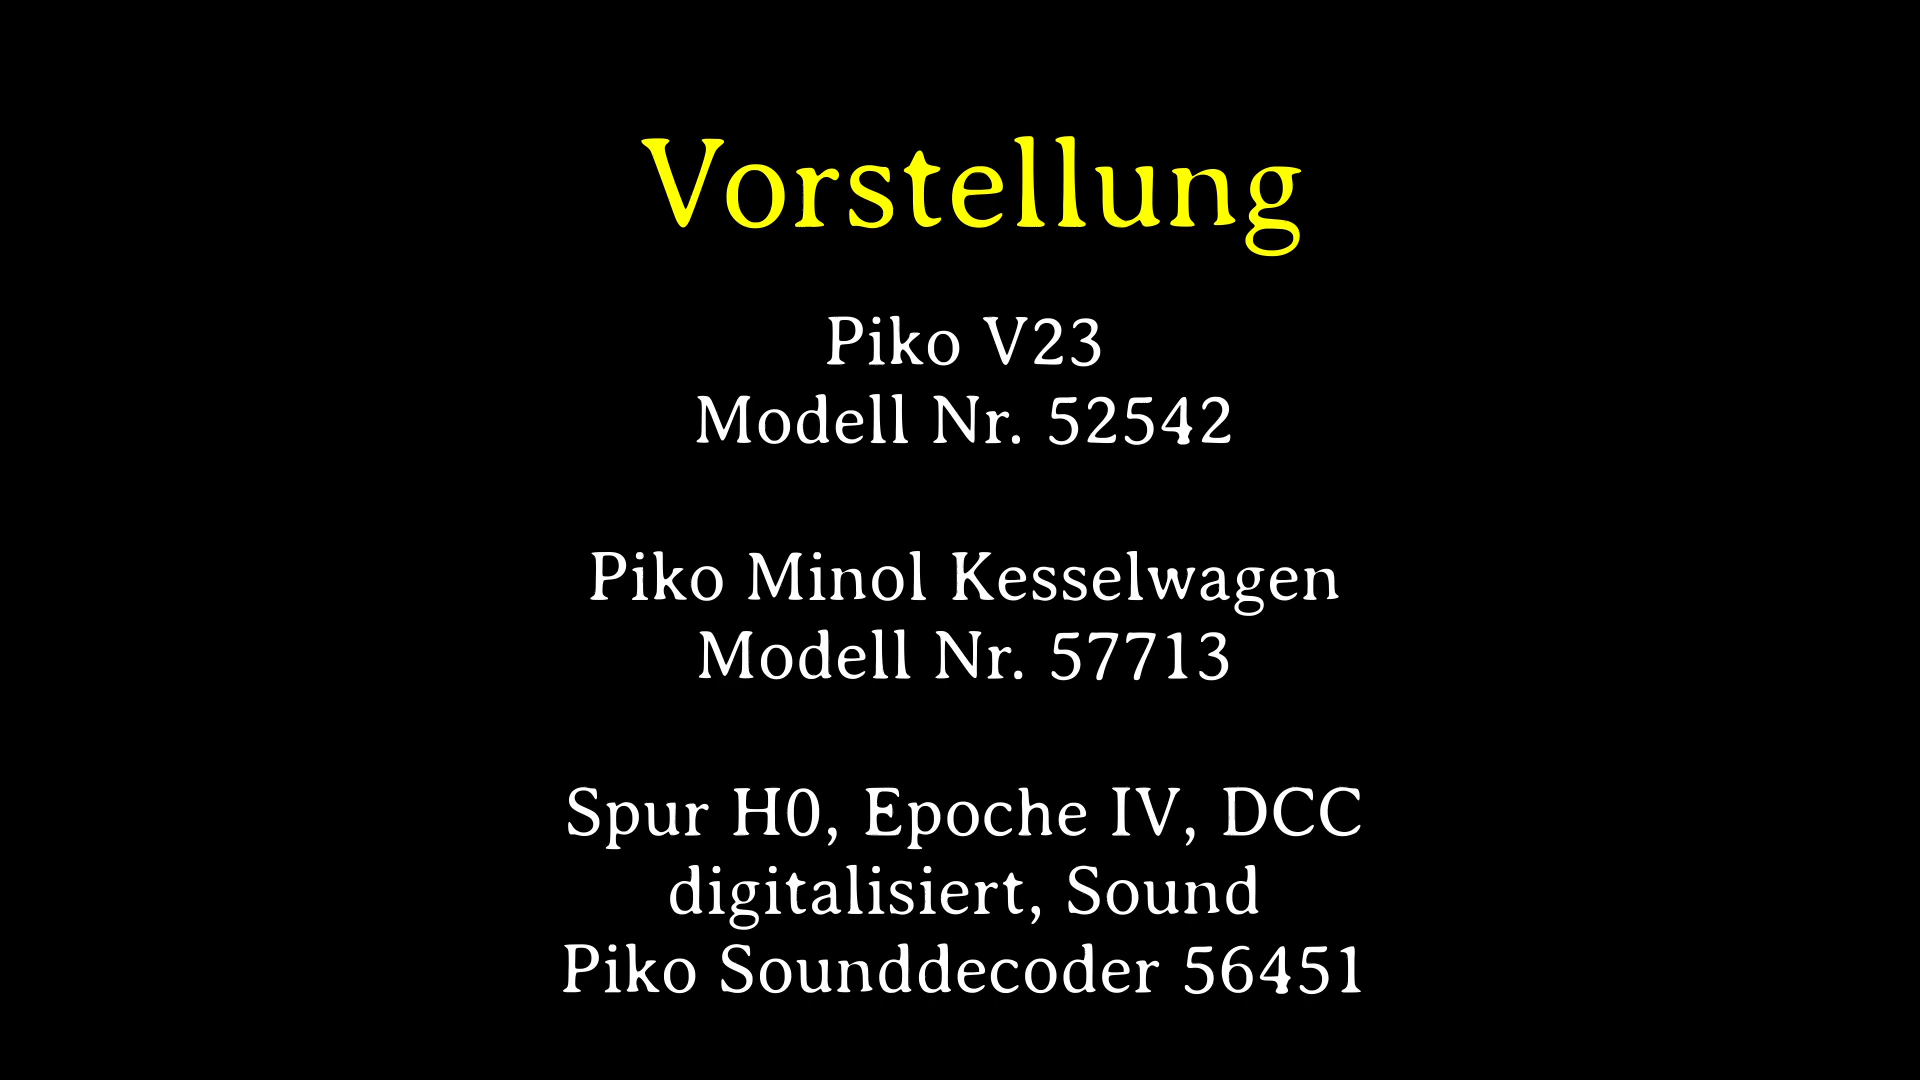 Vorstellung
Piko V23
Modell Nr. 52542
Piko Minol Kesselwagen
Modell Nr. 57713
Spur H0, Epoche IV, DCC
digitalisiert, Sound
Piko Sounddecoder 56451